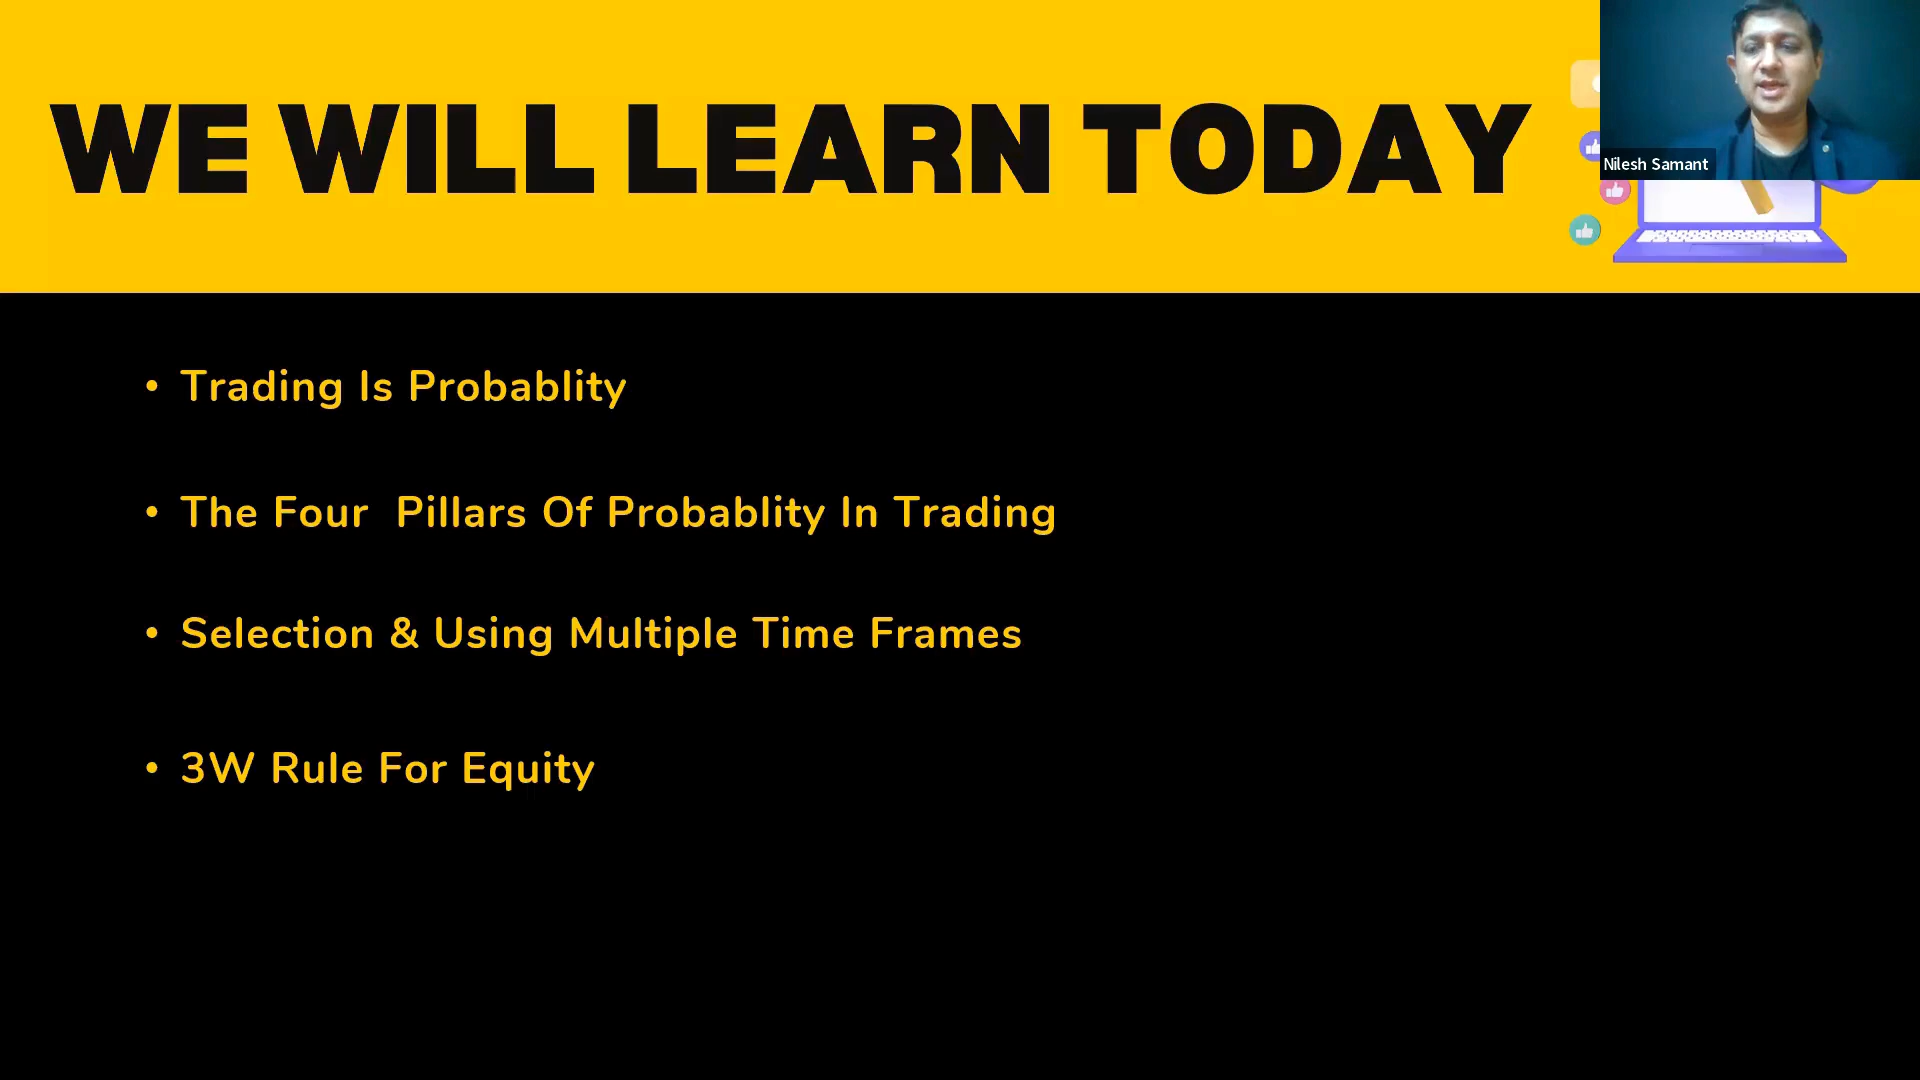 WE WILL LEARN TODAY
Nilesh Samant
• Trading Is Probablity
• The Four  Pillars Of Probablity In Trading
• Selection & Using Multiple Time Frames
• 3W Rule For Equity